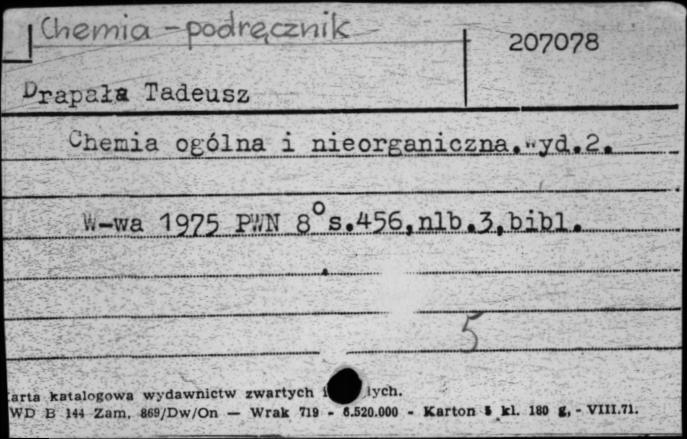 Chemia - podręcznik
207078
Drapała Tadeusz
Chemia ogólna i nieorganiczna. wyd.2.
W-wa 1975 PWN 8° s.456,nlb.3,bibl.
5
arta katalogowa wydawnictw zwartych i lych.
WD B 144 Zam. 869/Dw/On — Wrak 719 - 6.520.000 - Karton kl. 180 g, - VIII.71.